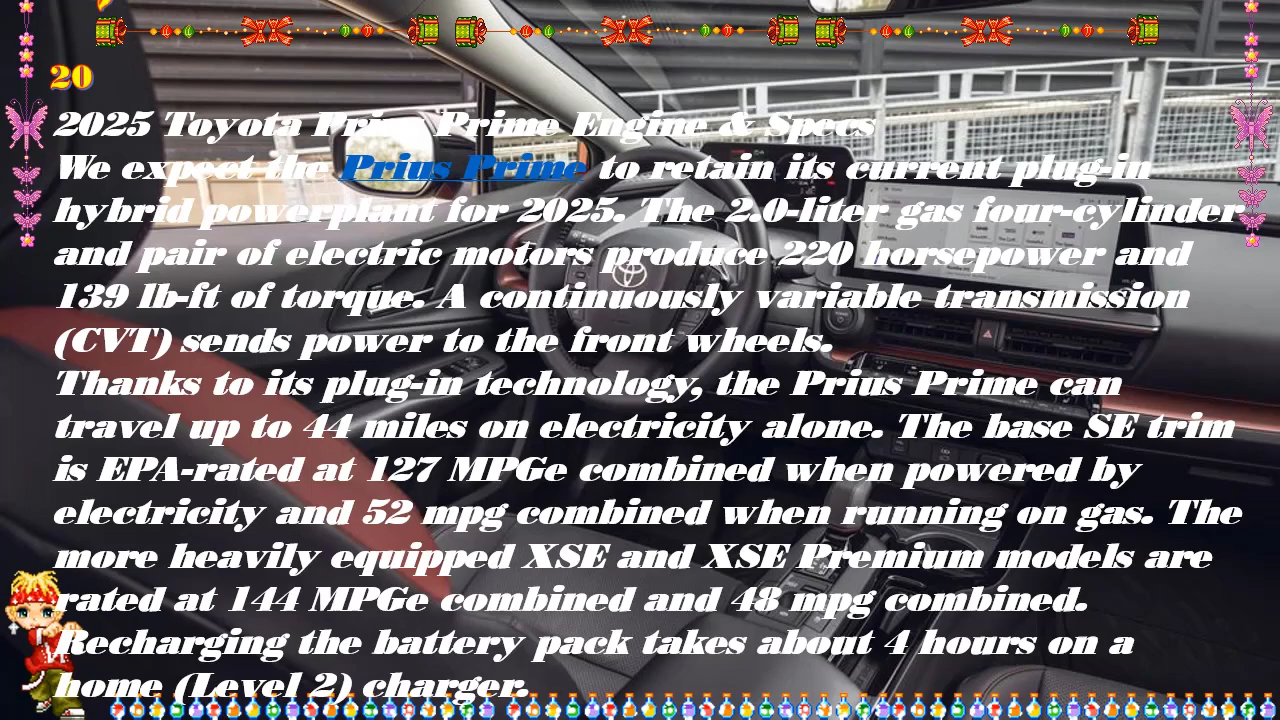 20
2025 Toyota Prius Prime Engine & Specs
We expect the Prius Prime to retain its current plug-in
hybrid powerplant for 2025. The 2.0-liter gas four-cylinder
and pair of electric motors produce 220 horsepower and
139 lb-ft of torque. A continuously variable transmission
(CVT) sends power to the front wheels.
Thanks to its plug-in technology, the Prius Prime can
travel up to 44 miles on electricity alone. The base SE trim
is EPA-rated at 127 MPGe combined when powered by
electricity and 52 mpg combined when running on gas. The
more heavily equipped XSE and XSE Premium models are
rated at 144 MPGe combined and 48 mpg combined.
Recharging the battery pack takes about 4 hours on a
home (Level 2) charger.